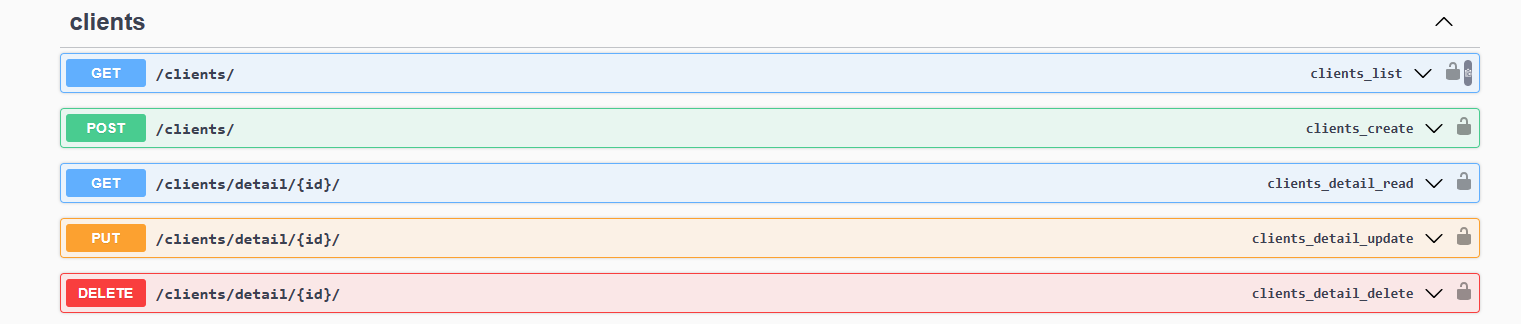 clients
GET /clients/ clients_list
POST /clients/ clients_create
GET /clients/detail/{id}/ clients_detail_read
PUT /clients/detail/{id}/ clients_detail_update
DELETE /clients/detail/{id}/ clients_detail_delete